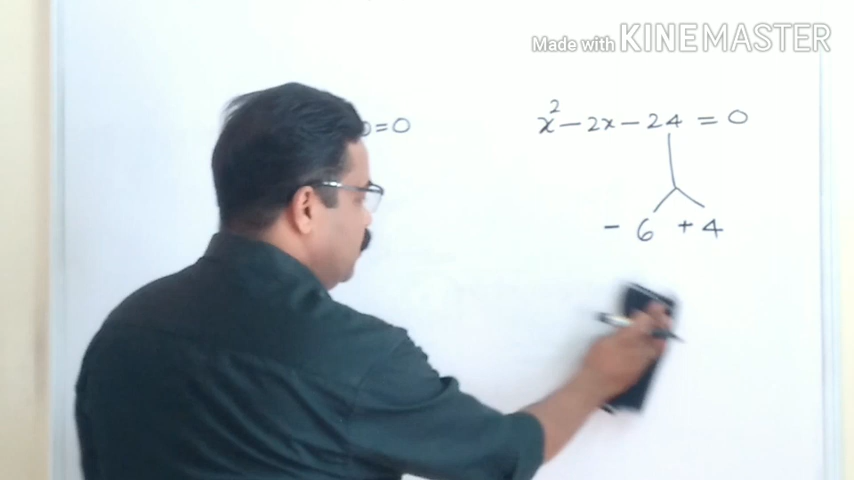 Made with KINEMASTER
=0
x² - 2x - 24 = 0
- 6 + 4